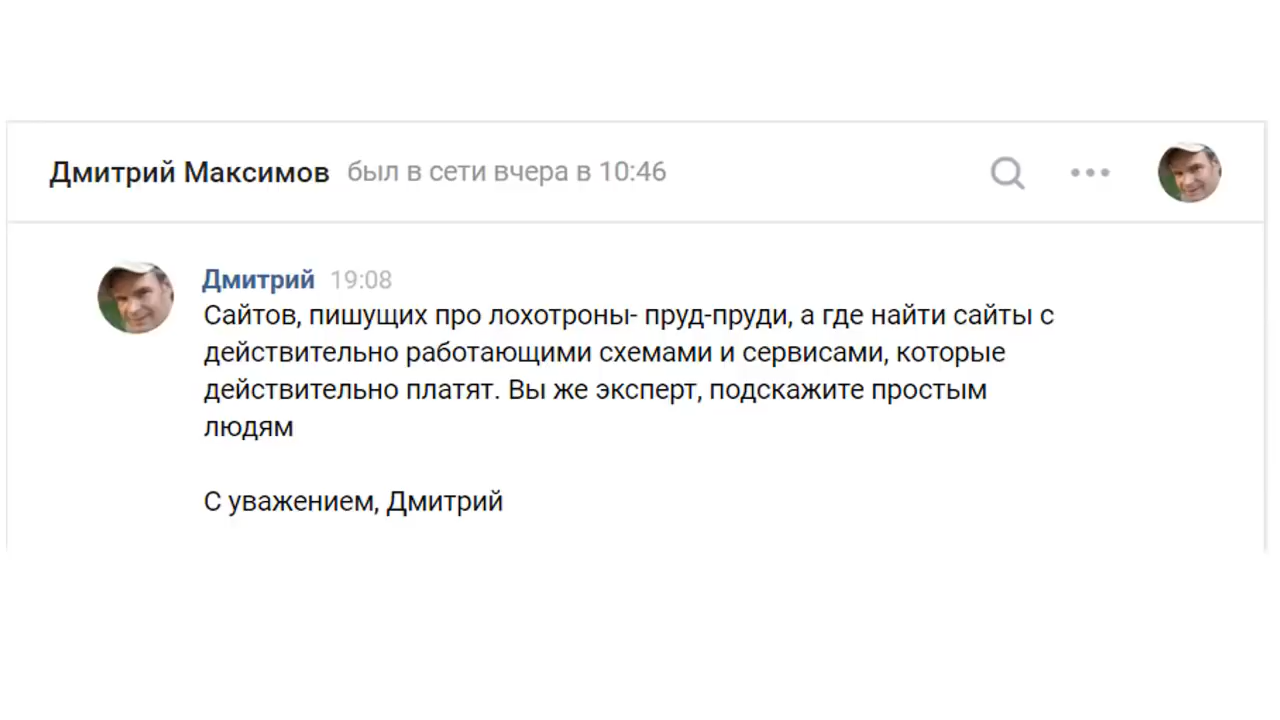 Дмитрий Максимов был в сети вчера в 10:46
Дмитрий 19:08
Сайтов, пишущих про лохотроны- пруд-пруди, а где найти сайты с
действительно работающими схемами и сервисами, которые
действительно платят. Вы же эксперт, подскажите простым
людям
С уважением, Дмитрий